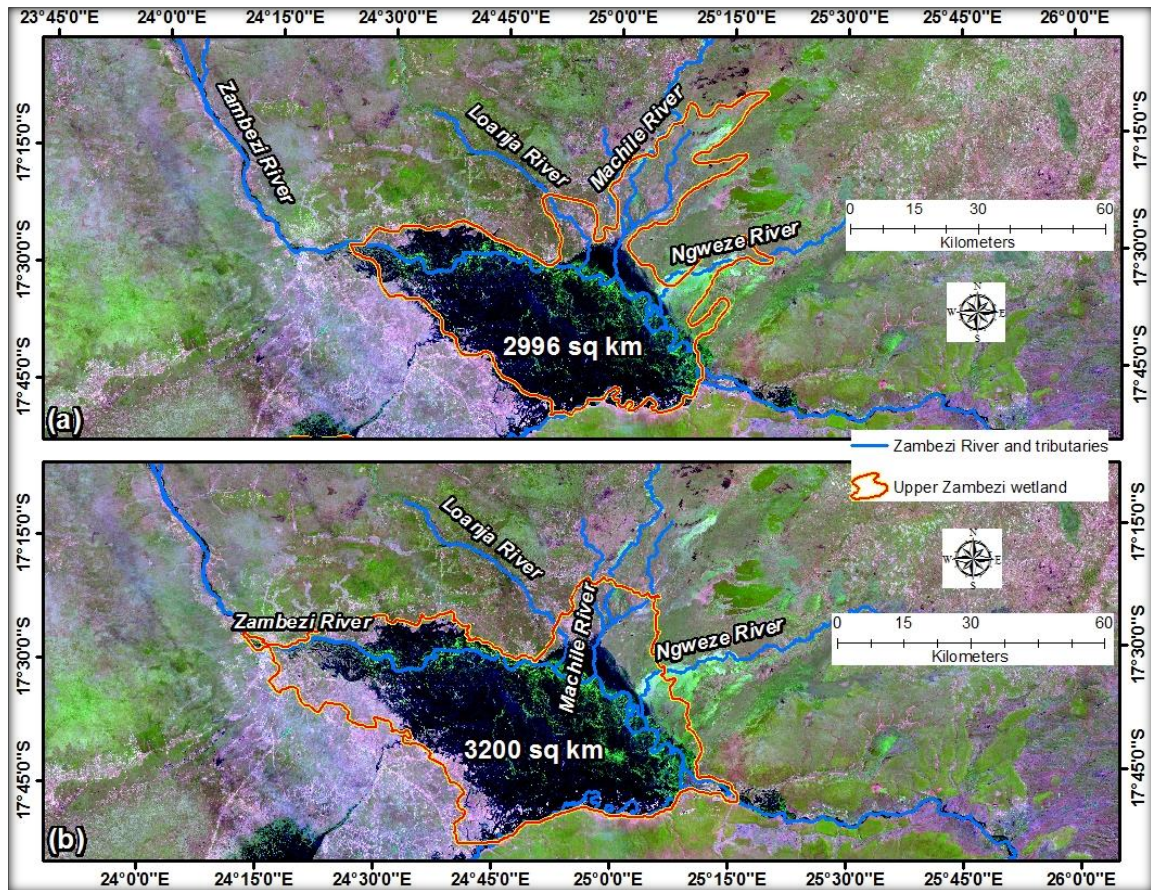 23°45'0"E 24°0'0"E 24°15'0"E 24°30'0"E 24°45'0"E 25°0'0"E 25°15'0"E 25°30'0"E 25°45'0"E 26°0'0"E
17°15'0"S
17°30'0"S
17°45'0"S
Zambezi River
Loanja River
Machile River
Ngweze River
2996 sq km
(a)
0 15 30 60
Kilometers
N
W E
S
17°15'0"S
17°30'0"S
17°45'0"S
Zambezi River and tributaries
Upper Zambezi wetland
17°15'0"S
17°30'0"S
17°45'0"S
Loanja River
Zambezi River
Machile River
Ngweze River
3200 sq km
(b)
N
W E
S
0 15 30 60
Kilometers
17°15'0"S
17°30'0"S
17°45'0"S
24°0'0"E 24°15'0"E 24°30'0"E 24°45'0"E 25°0'0"E 25°15'0"E 25°30'0"E 25°45'0"E 26°0'0"E